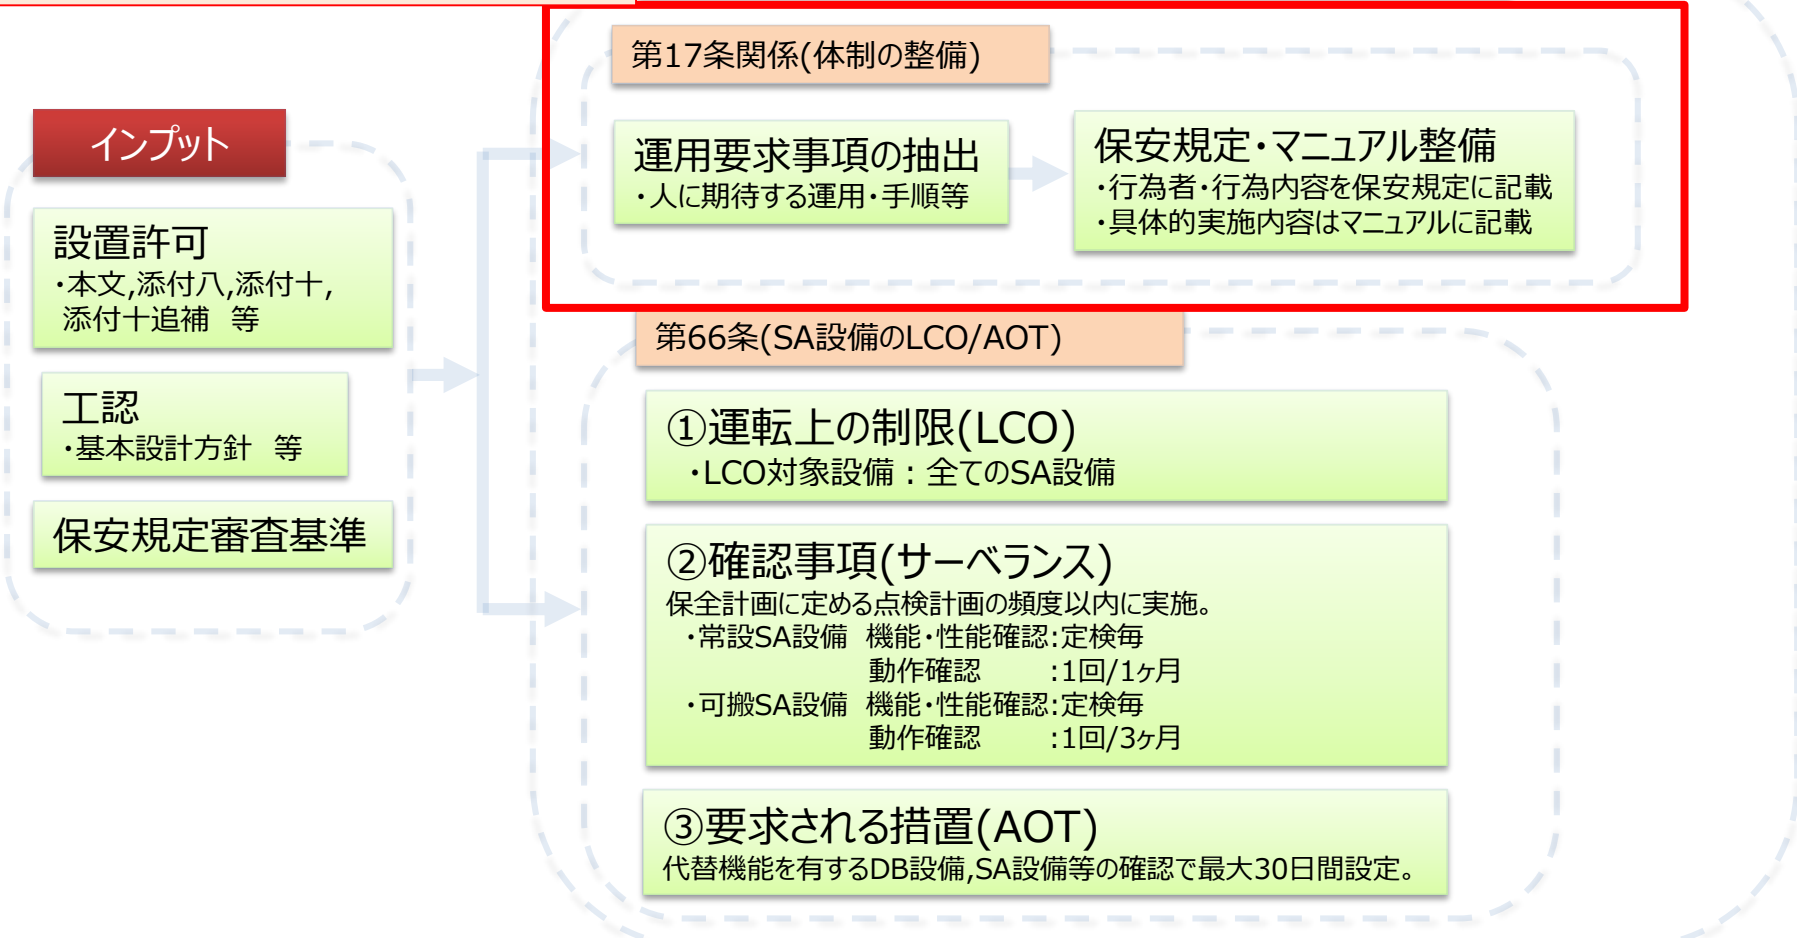 インプット
設置許可
・本文,添付八,添付十,
添付十追補　等
工認
・基本設計方針　等
保安規定審査基準
第17条関係(体制の整備)
運用要求事項の抽出
・人に期待する運用・手順等
保安規定・マニュアル整備
・行為者・行為内容を保安規定に記載
・具体的実施内容はマニュアルに記載
第66条(SA設備のLCO/AOT)
①運転上の制限(LCO)
・LCO対象設備：全てのSA設備
②確認事項(サーベランス)
保全計画に定める点検計画の頻度以内に実施。
・常設SA設備　機能・性能確認:定検毎
動作確認　　:1回/1ヶ月
・可搬SA設備　機能・性能確認:定検毎
動作確認　　:1回/3ヶ月
③要求される措置(AOT)
代替機能を有するDB設備,SA設備等の確認で最大30日間設定。